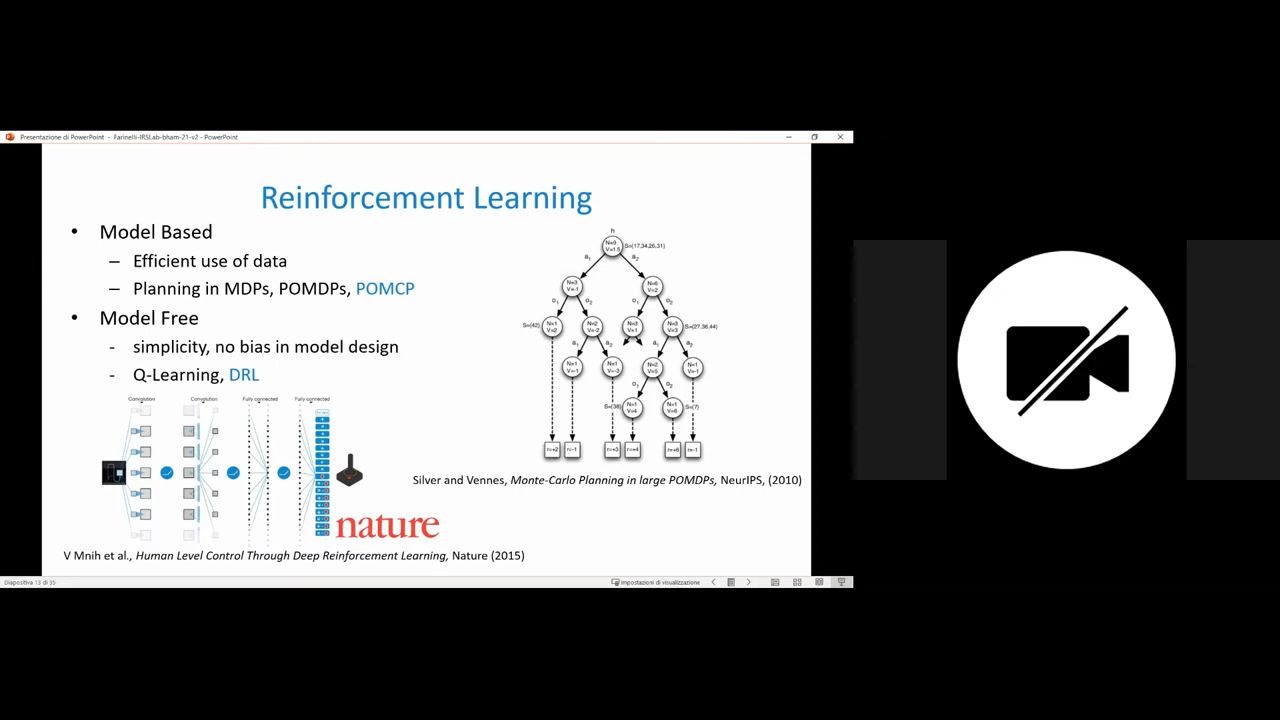 Presentazione di PowerPoint - Farinelli-IRSLab-bham-21-v2 - PowerPoint
Reinforcement Learning
• Model Based
– Efficient use of data
– Planning in MDPs, POMDPs, POMCP
• Model Free
- simplicity, no bias in model design
- Q-Learning, DRL
Convolution Convolution Fully connected Fully connected
nature
V Mnih et al., Human Level Control Through Deep Reinforcement Learning, Nature (2015)
h
N=9 V=1.5 S={17,34,26,31}
a1 a2
N=3 V=-1 N=6 V=2
o1 o2 o1 o2
S={42} N=1 V=2 N=2 V=-2 N=3 V=1 N=3 V=3 S={27,36,44}
a1 a2 a1 a2
N=1 V=-1 N=1 V=-3 N=2 V=5 N=1 V=-1
o1 o2
S={38} N=1 V=4 N=1 V=6 S={7}
r=+2 r=-1 r=+3 r=+4 r=+6 r=-1
Silver and Vennes, Monte-Carlo Planning in large POMDPs, NeurIPS, (2010)
Diapositiva 13 di 35
Impostazioni di visualizzazione